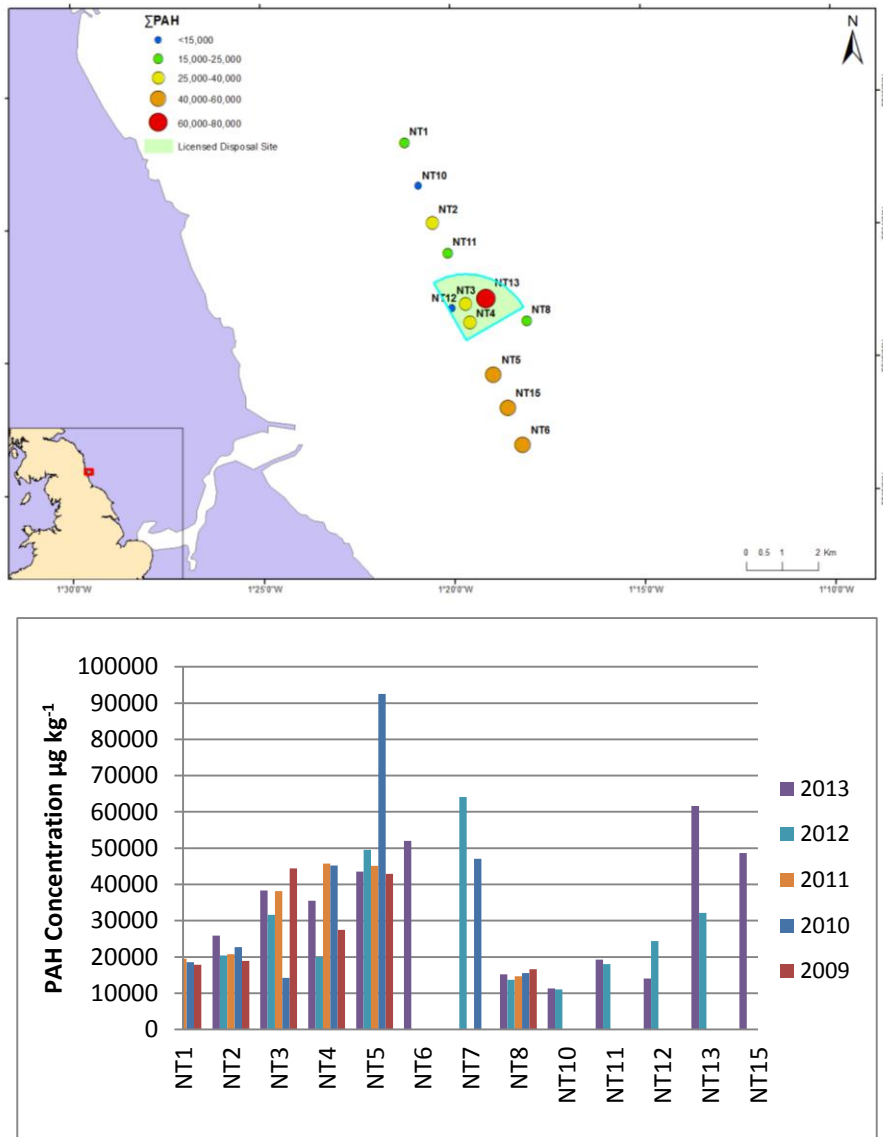 ∑PAH
<15,000
15,000-25,000
25,000-40,000
40,000-60,000
60,000-80,000
Licensed Disposal Site
N
NT1
NT10
NT2
NT11
NT13
NT3
NT12
NT4
NT8
NT5
NT15
NT6
0 0.5 1 2 Km
1°30'0"W 1°25'0"W 1°20'0"W 1°15'0"W 1°10'0"W
PAH Concentration µg kg-1
100000
90000
80000
70000
60000
50000
40000
30000
20000
10000
0
NT1 NT2 NT3 NT4 NT5 NT6 NT7 NT8 NT10 NT11 NT12 NT13 NT15
2013
2012
2011
2010
2009